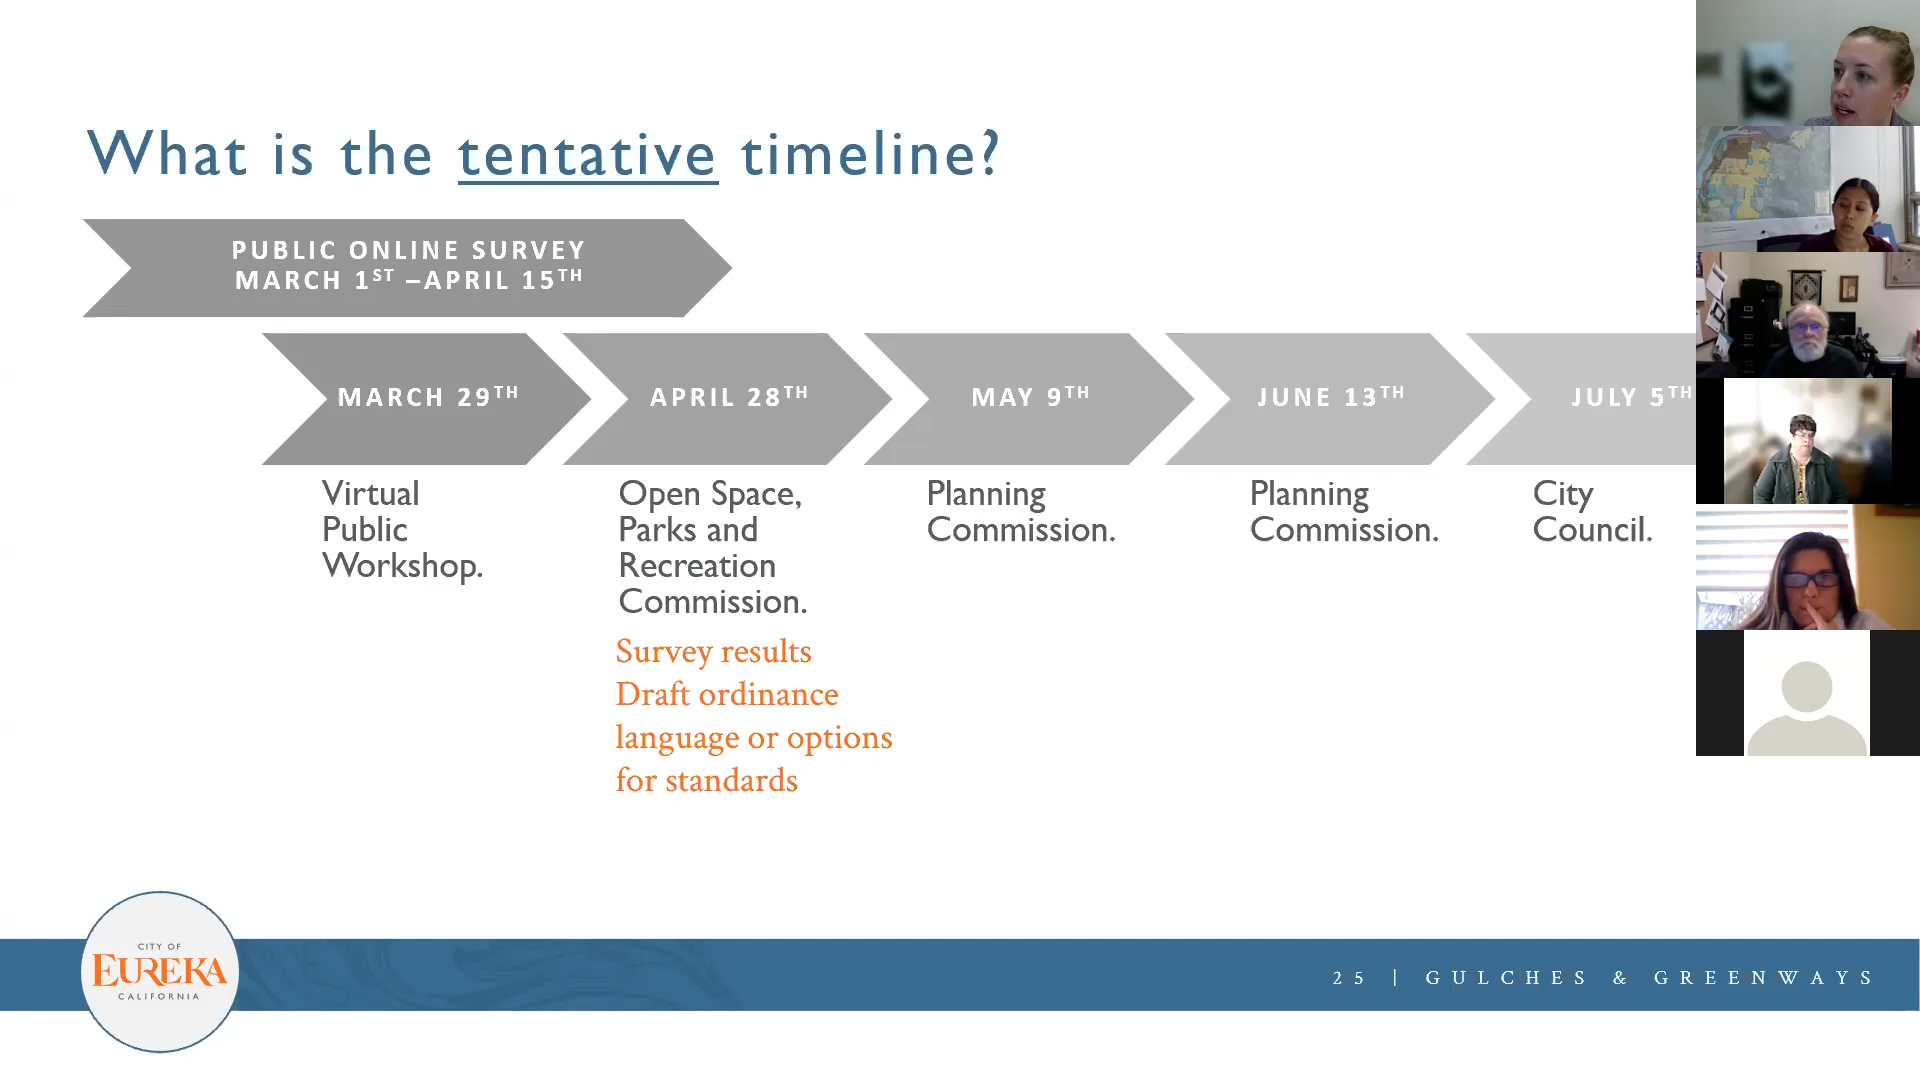 What is the tentative timeline?
PUBLIC ONLINE SURVEY
MARCH 1ST –APRIL 15TH
MARCH 29TH
APRIL 28TH
MAY 9TH
JUNE 13TH
JULY 5TH
Virtual
Public
Workshop.
Open Space,
Parks and
Recreation
Commission.
Survey results
Draft ordinance
language or options
for standards
Planning
Commission.
Planning
Commission.
City
Council.
CITY OF
EUREKA
CALIFORNIA
25 | GULCHES & GREENWAYS